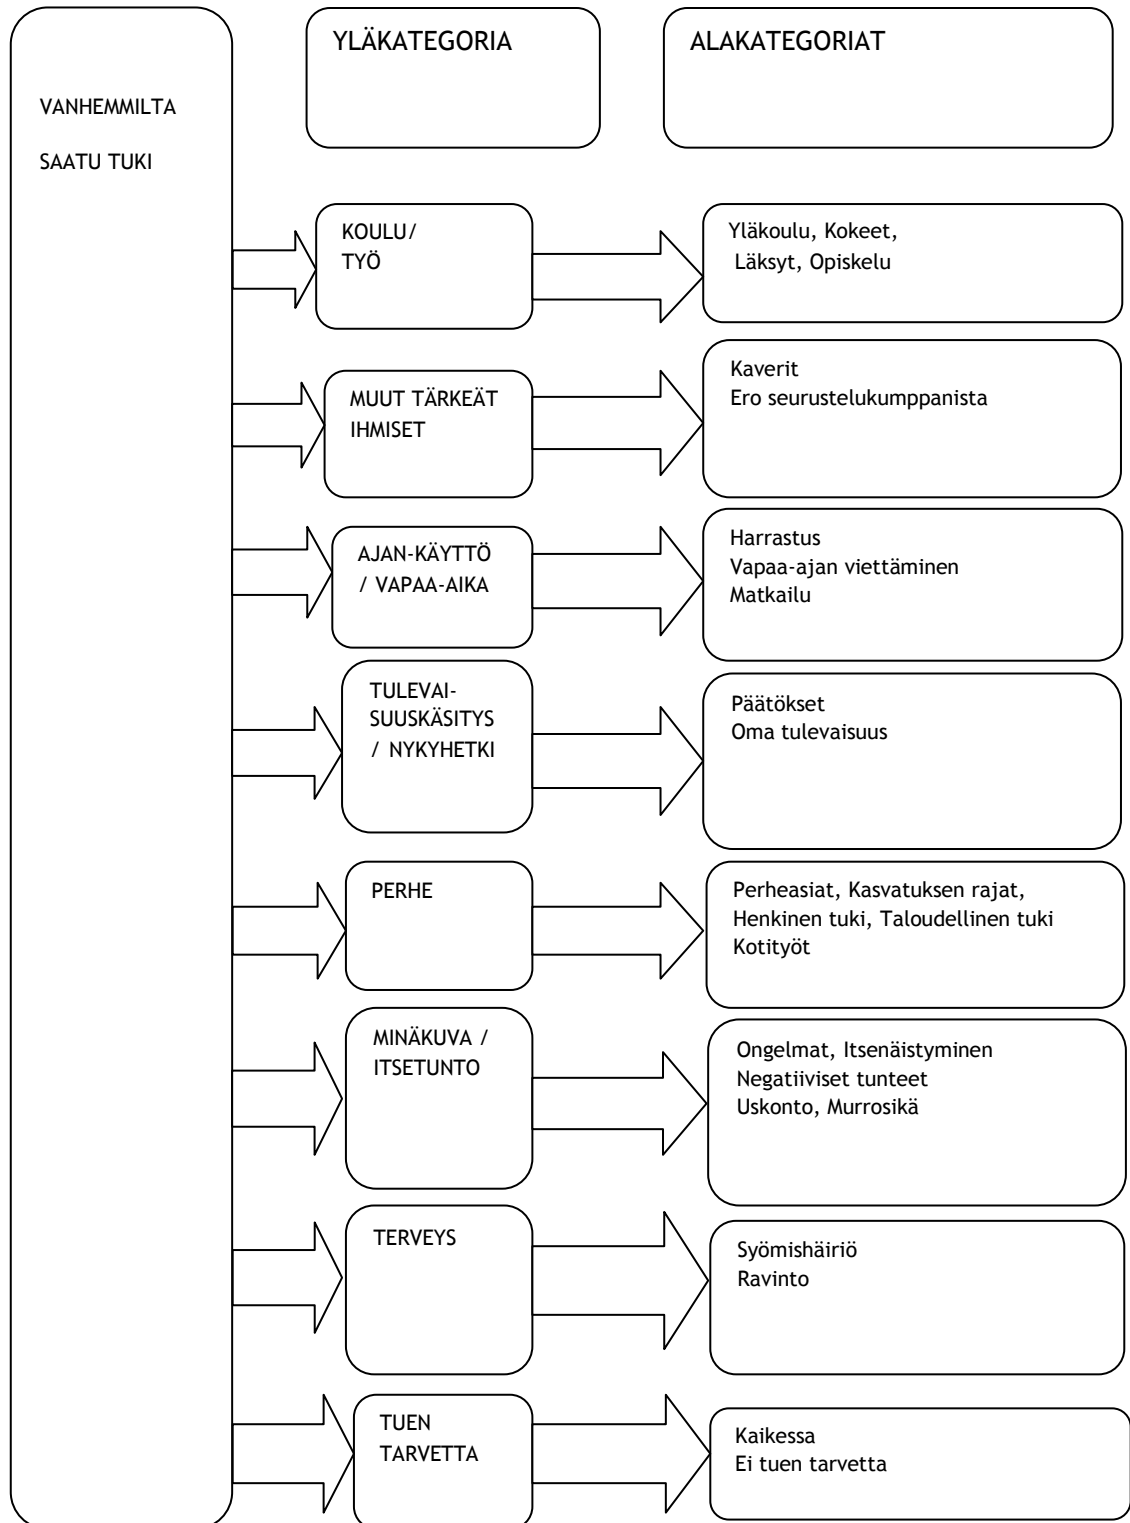 VANHEMMILTA
SAATU TUKI
YLÄKATEGORIA
ALAKATEGORIAT
KOULU/
TYÖ
Yläkoulu, Kokeet,
Läksyt, Opiskelu
MUUT TÄRKEÄT
IHMISET
Kaverit
Ero seurustelukumppanista
AJAN-KÄYTTÖ
/ VAPAA-AIKA
Harrastus
Vapaa-ajan viettäminen
Matkailu
TULEVAI-
SUUSKÄSITYS
/ NYKYHETKI
Päätökset
Oma tulevaisuus
PERHE
Perheasiat, Kasvatuksen rajat,
Henkinen tuki, Taloudellinen tuki
Kotityöt
MINÄKUVA /
ITSETUNTO
Ongelmat, Itsenäistyminen
Negatiiviset tunteet
Uskonto, Murrosikä
TERVEYS
Syömishäiriö
Ravinto
TUEN
TARVETTA
Kaikessa
Ei tuen tarvetta